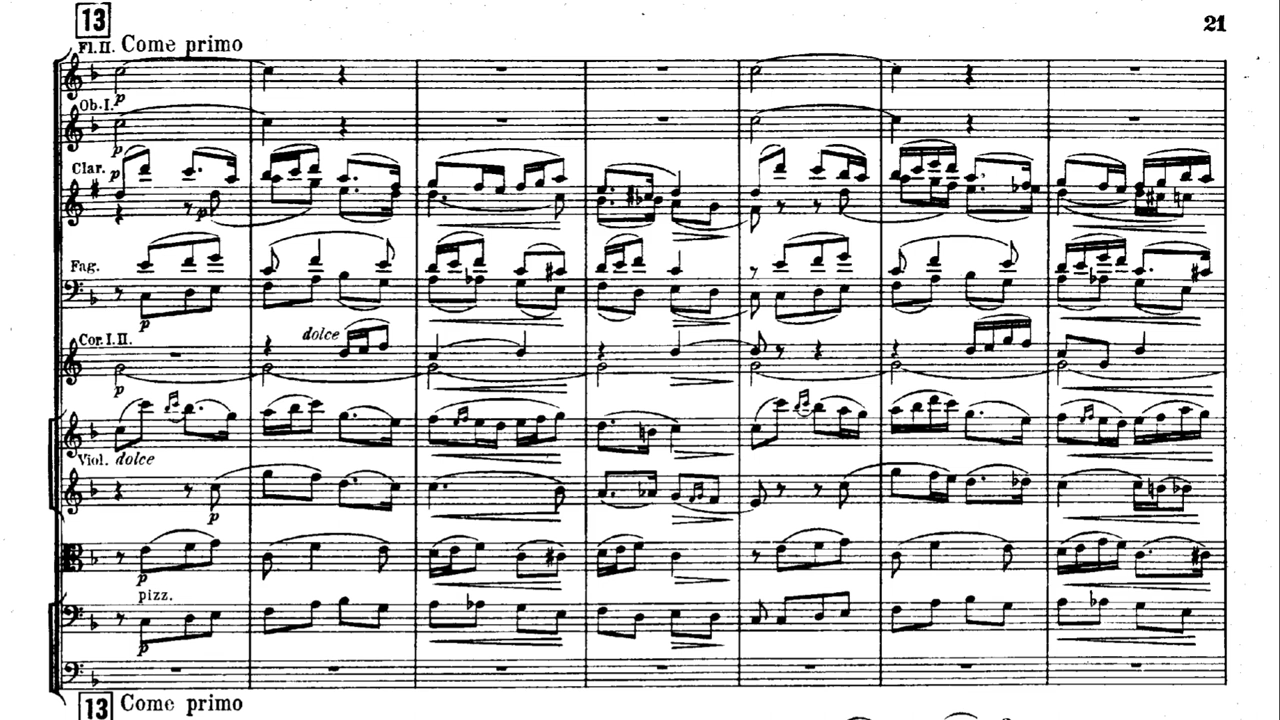 13
21
Fl.II. Come primo
p
Ob.I.
p
Clar. p
p
Fag.
p
dolce
Cor.I.II.
p
Viol. dolce
p
p
pizz.
p
13 Come primo